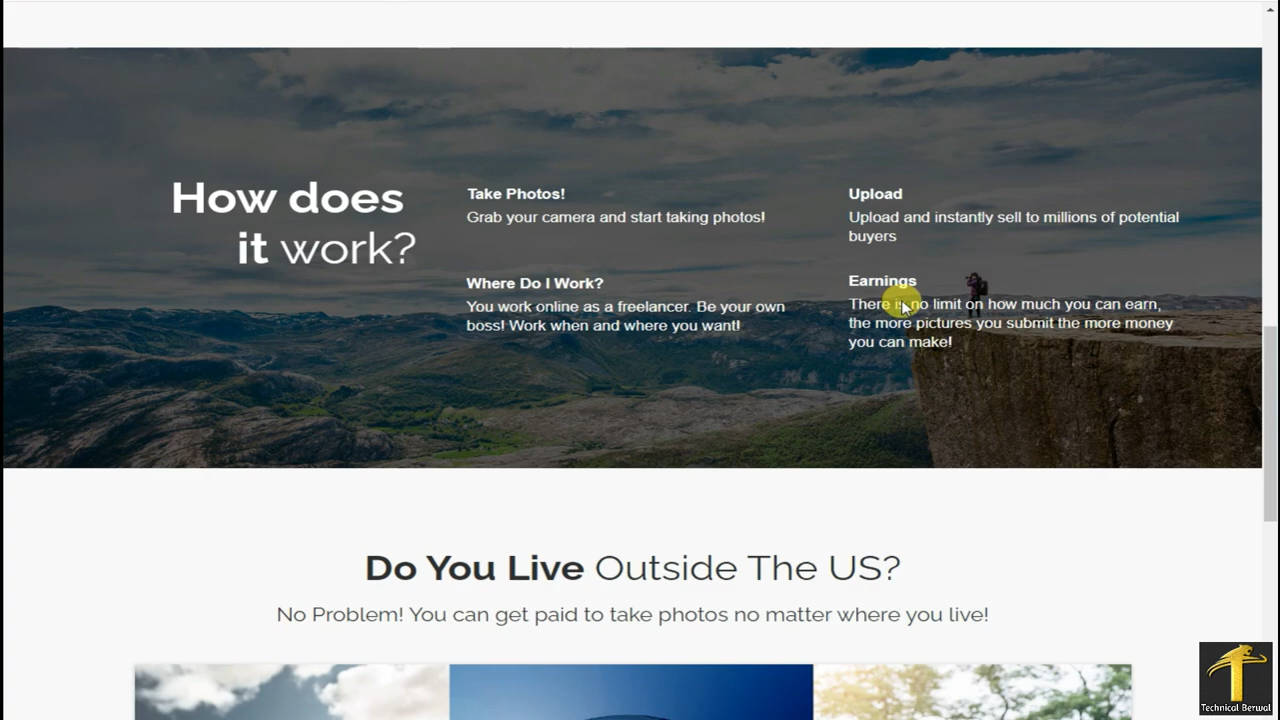 How does
it work?
Take Photos!
Grab your camera and start taking photos!
Where Do I Work?
You work online as a freelancer. Be your own
boss! Work when and where you want!
Upload
Upload and instantly sell to millions of potential
buyers
Earnings
There is no limit on how much you can earn,
the more pictures you submit the more money
you can make!
Do You Live Outside The US?
No Problem! You can get paid to take photos no matter where you live!
Technical Berwal